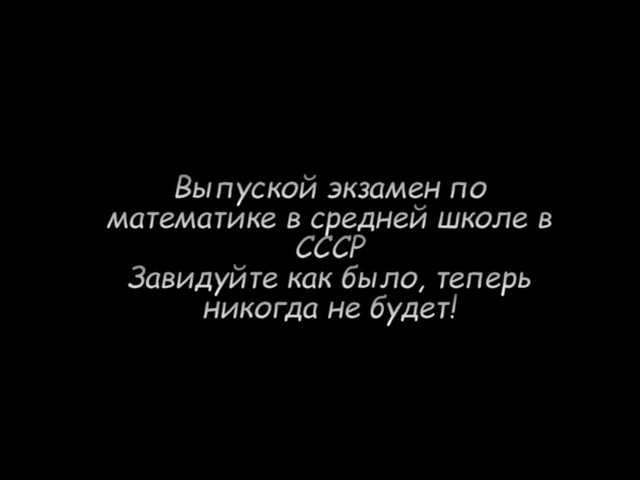 Выпуской экзамен по
математике в средней школе в
СССР
Завидуйте как было, теперь
никогда не будет!